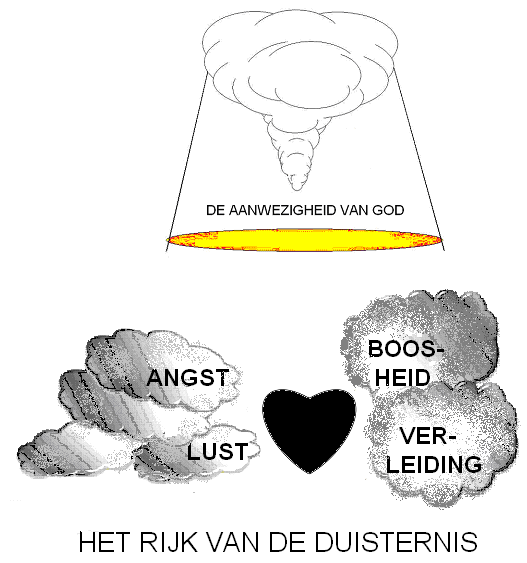 DE AANWEZIGHEID VAN GOD
ANGST
LUST
BOOS-
HEID
VER-
LEIDING
HET RIJK VAN DE DUISTERNIS